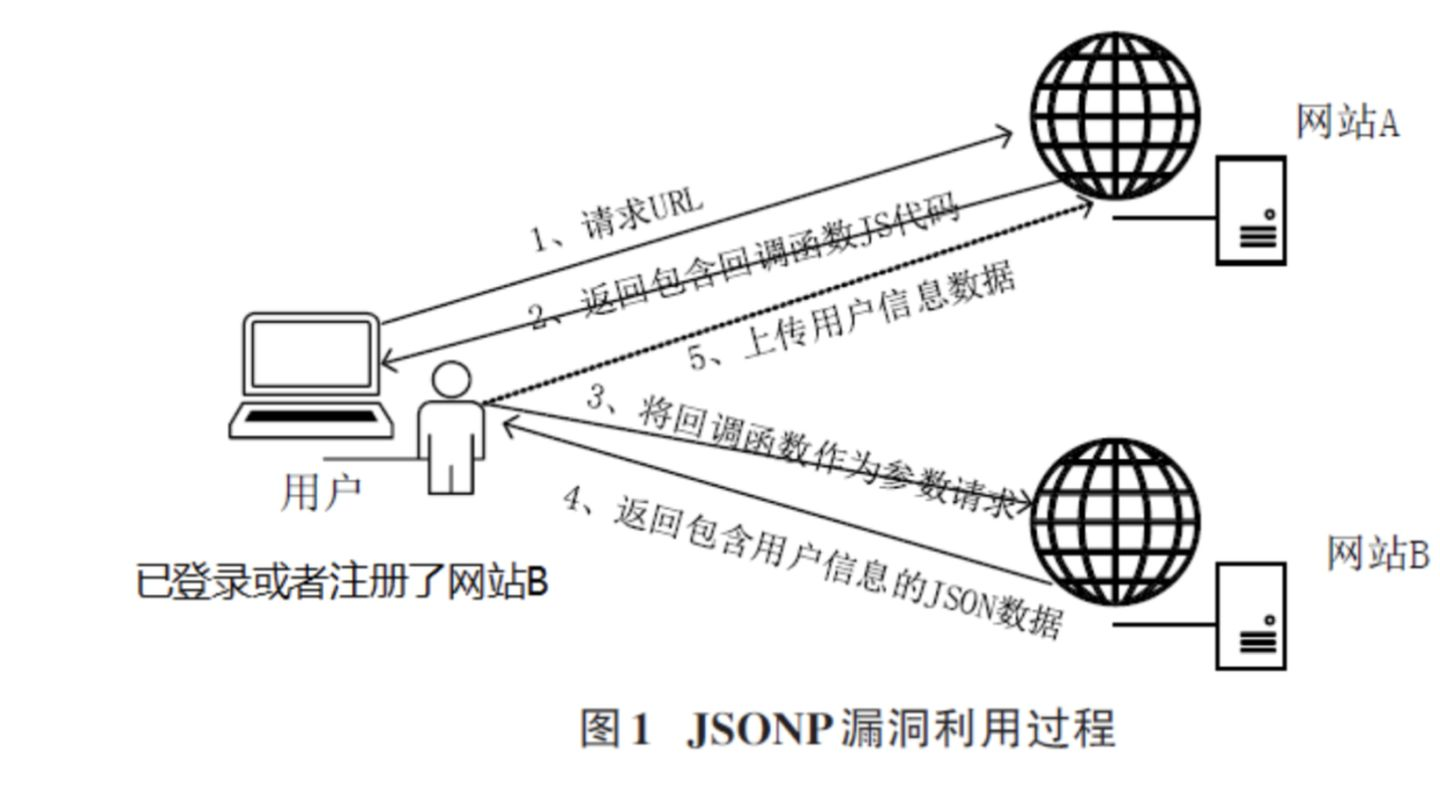 网站A
1、请求URL
2、返回包含回调函数JS代码
5、上传用户信息数据
3、将回调函数作为参数请求
4、返回包含用户信息的JSON数据
用户
已登录或者注册了网站B
网站B
图1 JSONP漏洞利用过程